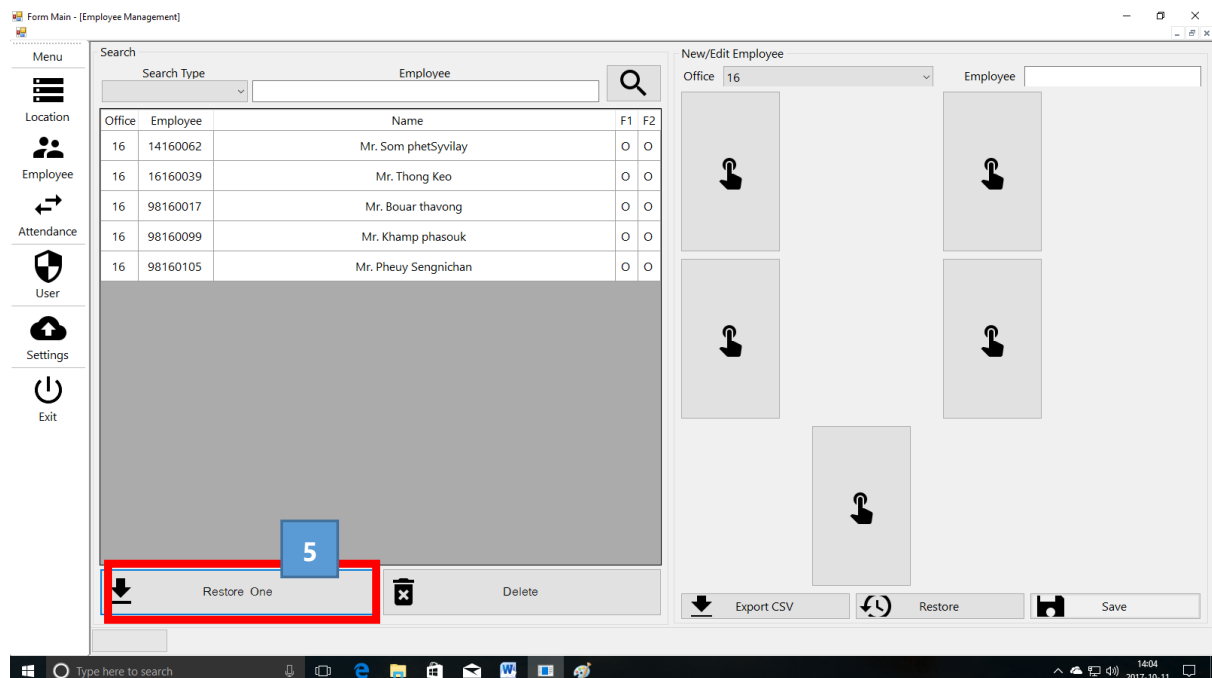 Form Main - [Employee Management]
Menu
Location
Employee
Attendance
User
Settings
Exit
Search
Search Type Employee
Office Employee Name F1 F2
16 14160062 Mr. Som phetSyvilay O O
16 16160039 Mr. Thong Keo O O
16 98160017 Mr. Bouar thavong O O
16 98160099 Mr. Khamp phasouk O O
16 98160105 Mr. Pheuy Sengnichan O O
5
Restore One Delete
New/Edit Employee
Office 16 Employee
Export CSV Restore Save
Type here to search
14:04
2017-10-11